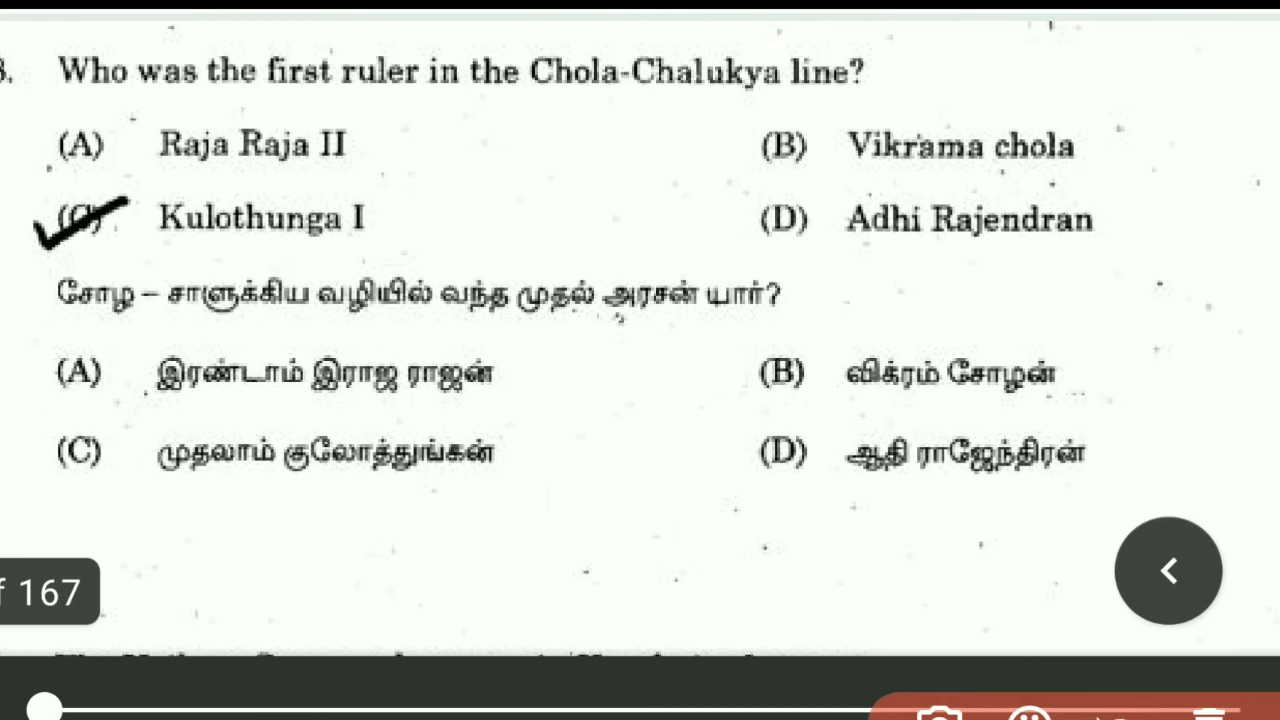 3. Who was the first ruler in the Chola-Chalukya line?
(A) Raja Raja II (B) Vikrama chola
(C) Kulothunga I (D) Adhi Rajendran
சோழ – சாளுக்கிய வழியில் வந்த முதல் அரசன் யார்?
(A) இரண்டாம் இராஜ ராஜன் (B) விக்ரம் சோழன்
(C) முதலாம் குலோத்துங்கன் (D) ஆதி ராஜேந்திரன்
167